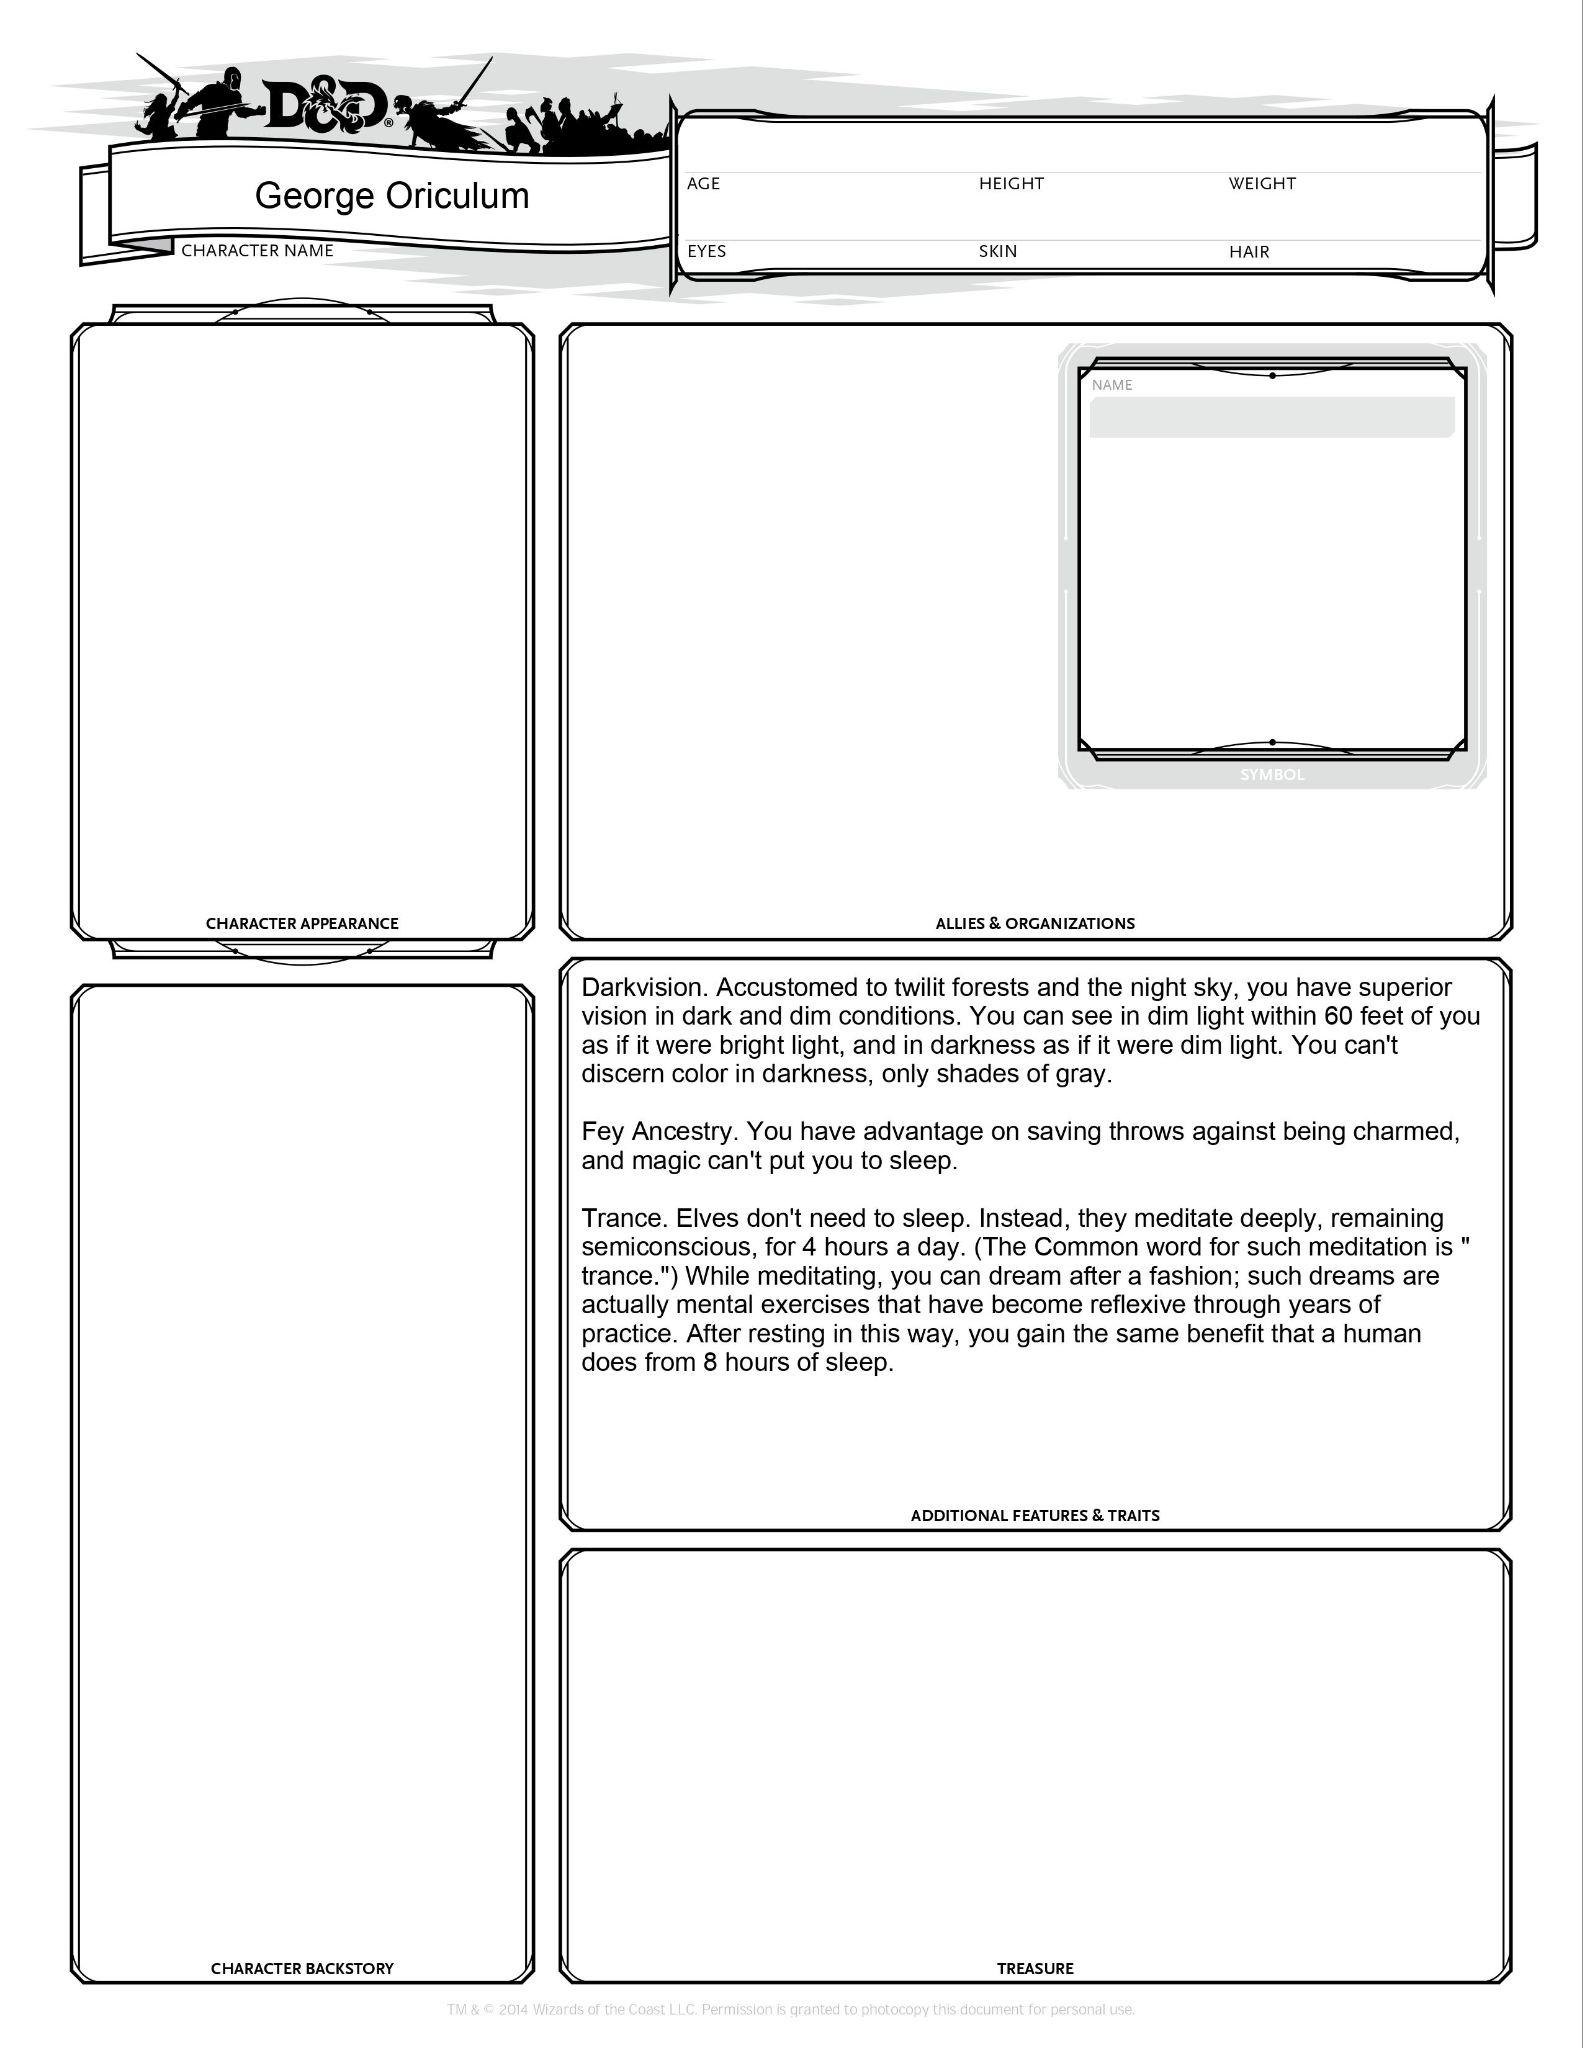 D&D®
George Oriculum
CHARACTER NAME
AGE HEIGHT WEIGHT
EYES SKIN HAIR
CHARACTER APPEARANCE
NAME
SYMBOL
ALLIES & ORGANIZATIONS
CHARACTER BACKSTORY
Darkvision. Accustomed to twilit forests and the night sky, you have superior
vision in dark and dim conditions. You can see in dim light within 60 feet of you
as if it were bright light, and in darkness as if it were dim light. You can't
discern color in darkness, only shades of gray.
Fey Ancestry. You have advantage on saving throws against being charmed,
and magic can't put you to sleep.
Trance. Elves don't need to sleep. Instead, they meditate deeply, remaining
semiconscious, for 4 hours a day. (The Common word for such meditation is "
trance.") While meditating, you can dream after a fashion; such dreams are
actually mental exercises that have become reflexive through years of
practice. After resting in this way, you gain the same benefit that a human
does from 8 hours of sleep.
ADDITIONAL FEATURES & TRAITS
TREASURE
TM & © 2014 Wizards of the Coast LLC. Permission is granted to photocopy this document for personal use.